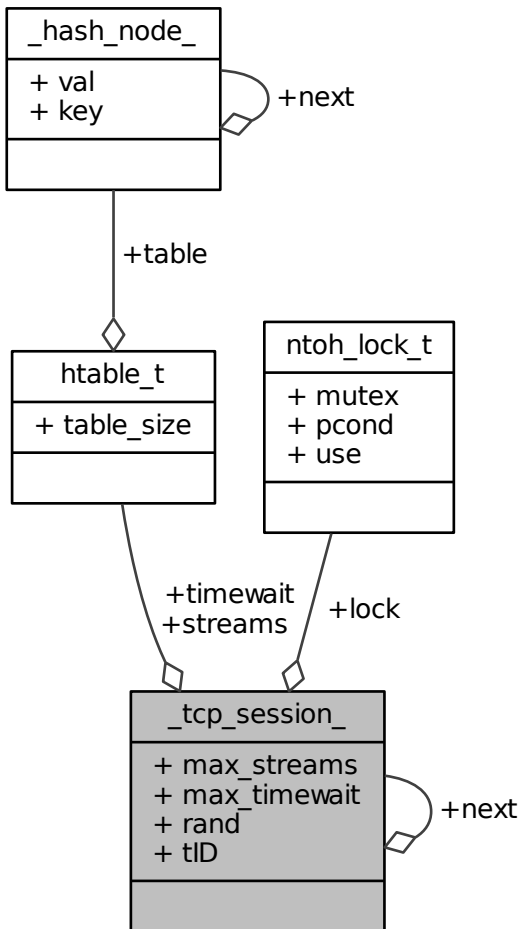 _hash_node_
+ val
+ key
+next
+table
htable_t
+ table_size
ntoh_lock_t
+ mutex
+ pcond
+ use
+timewait
+streams
+lock
_tcp_session_
+ max_streams
+ max_timewait
+ rand
+ tID
+next